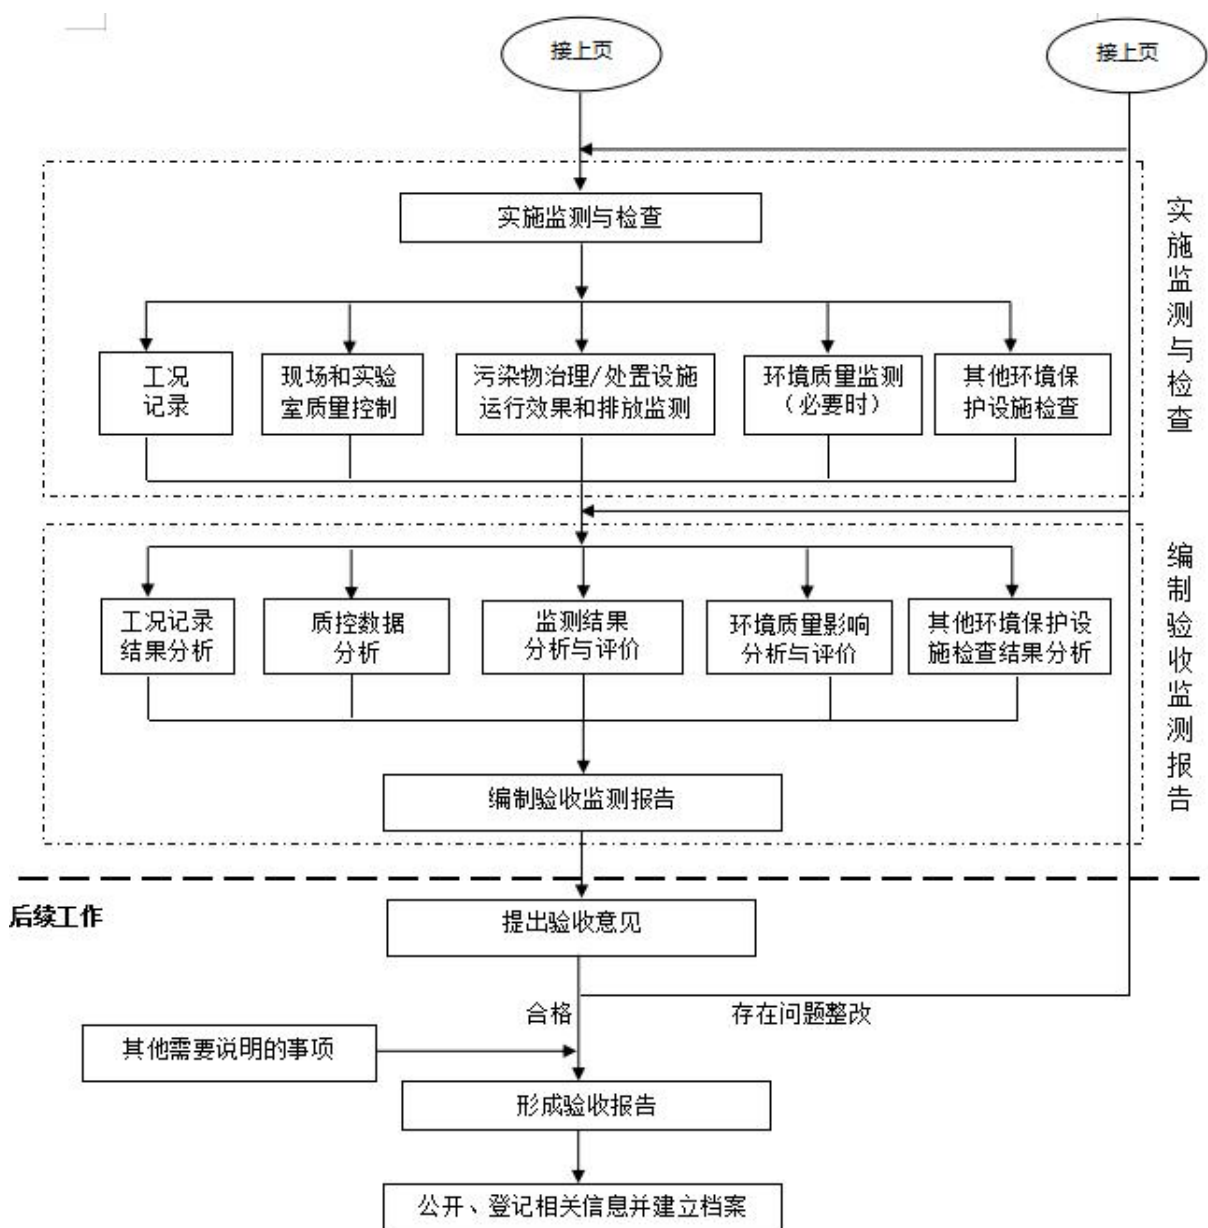 接上页
接上页
实施监测与检查
实施监测与检查
工况
记录
现场和实验
室质量控制
污染物治理/处置设施
运行效果和排放监测
环境质量监测
（必要时）
其他环境保
护设施检查
编制验收监测报告
工况记录
结果分析
质控数据
分析
监测结果
分析与评价
环境质量影响
分析与评价
其他环境保护设
施检查结果分析
编制验收监测报告
后续工作
提出验收意见
合格
存在问题整改
其他需要说明的事项
形成验收报告
公开、登记相关信息并建立档案